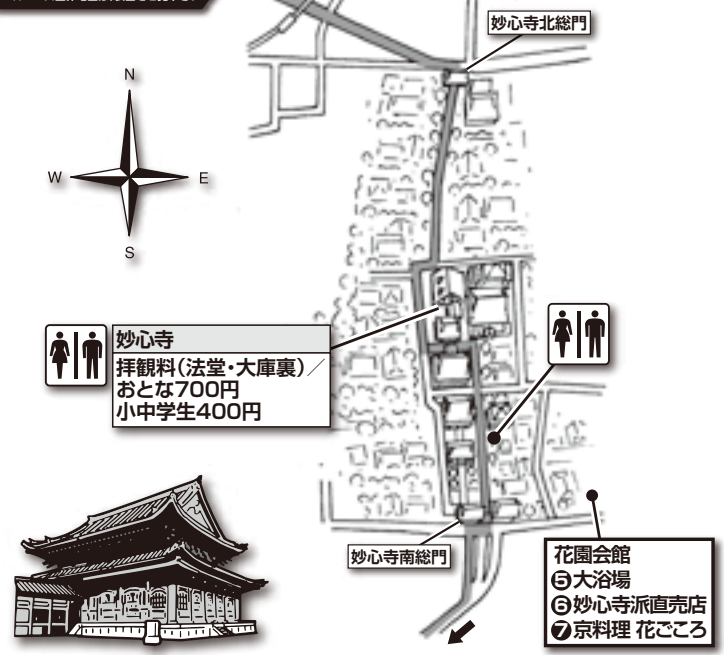 妙心寺北総門
N
W
E
S
妙心寺
拝観料(法堂・大庫裏)/
おとな700円
小中学生400円
妙心寺南総門
花園会館
❺大浴場
❻妙心寺派直売店
❼京料理 花ごころ